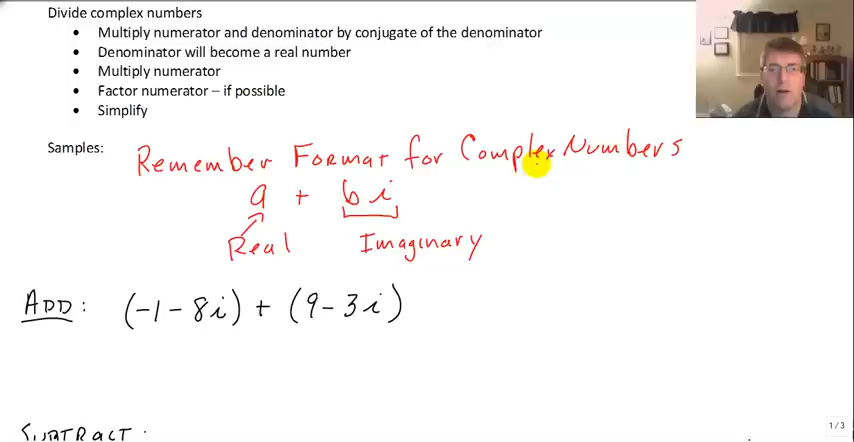 Divide complex numbers
• Multiply numerator and denominator by conjugate of the denominator
• Denominator will become a real number
• Multiply numerator
• Factor numerator – if possible
• Simplify
Samples:
Remember Format for Complex Numbers
a + bi
Real Imaginary
ADD: (-1 - 8i) + (9 - 3i)
SUBTRACT:
1 / 3